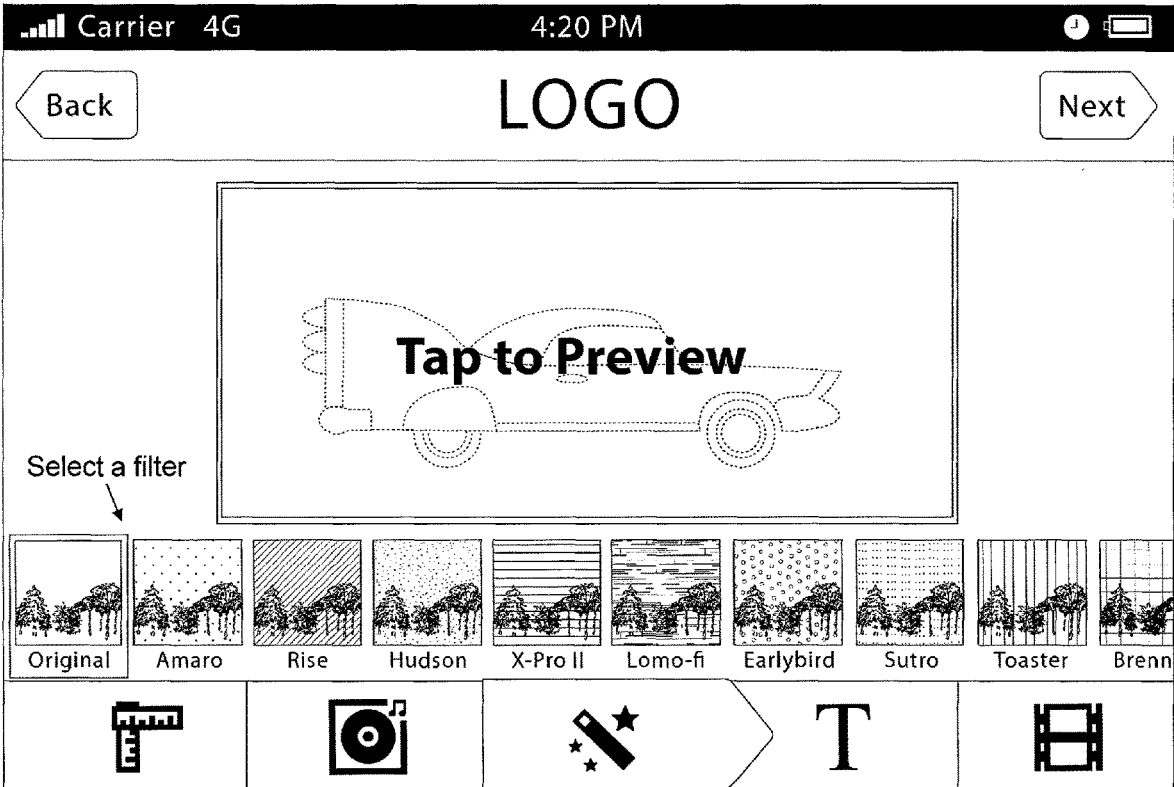 Carrier 4G 4:20 PM
Back LOGO Next
Tap to Preview
Select a filter
Original Amaro Rise Hudson X-Pro II Lomo-fi Earlybird Sutro Toaster Brenn
T